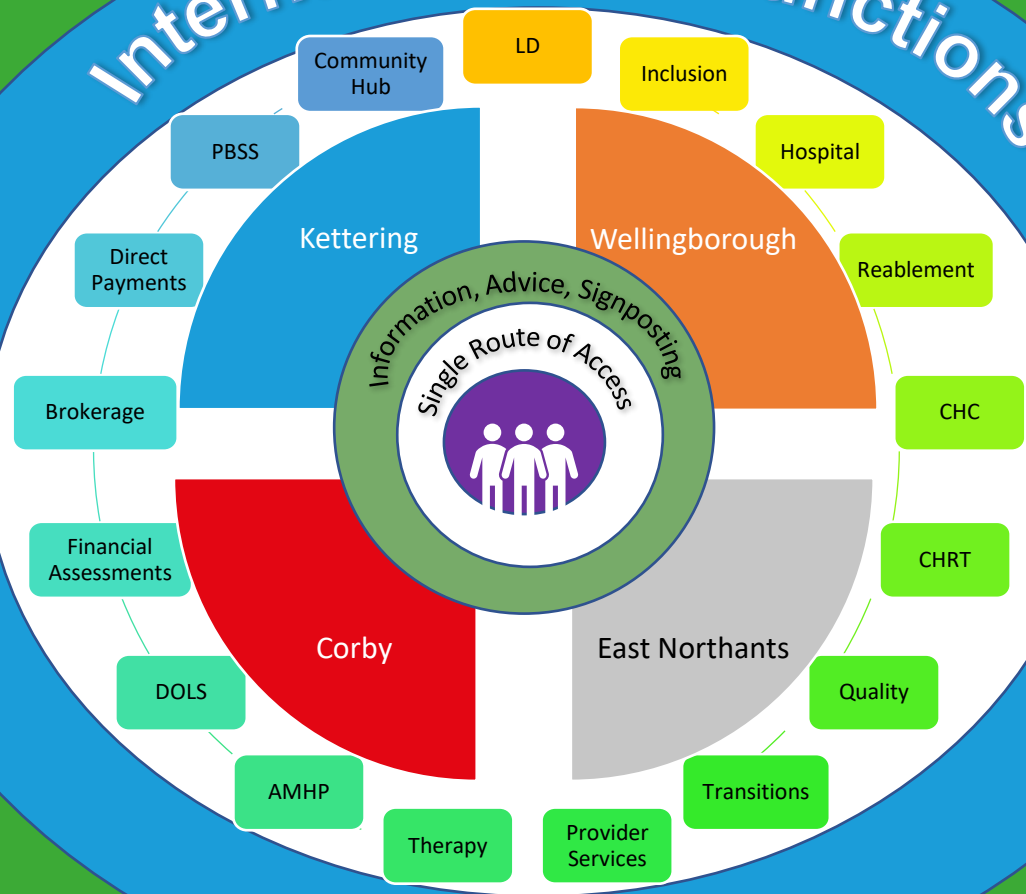 LD
Inclusion
Hospital
Reablement
CHC
CHRT
Quality
Transitions
Provider
Services
Therapy
AMHP
DOLS
Financial
Assessments
Brokerage
Direct
Payments
PBSS
Community
Hub
Kettering
Wellingborough
Corby
East Northants
Information, Advice, Signposting
Single Route of Access